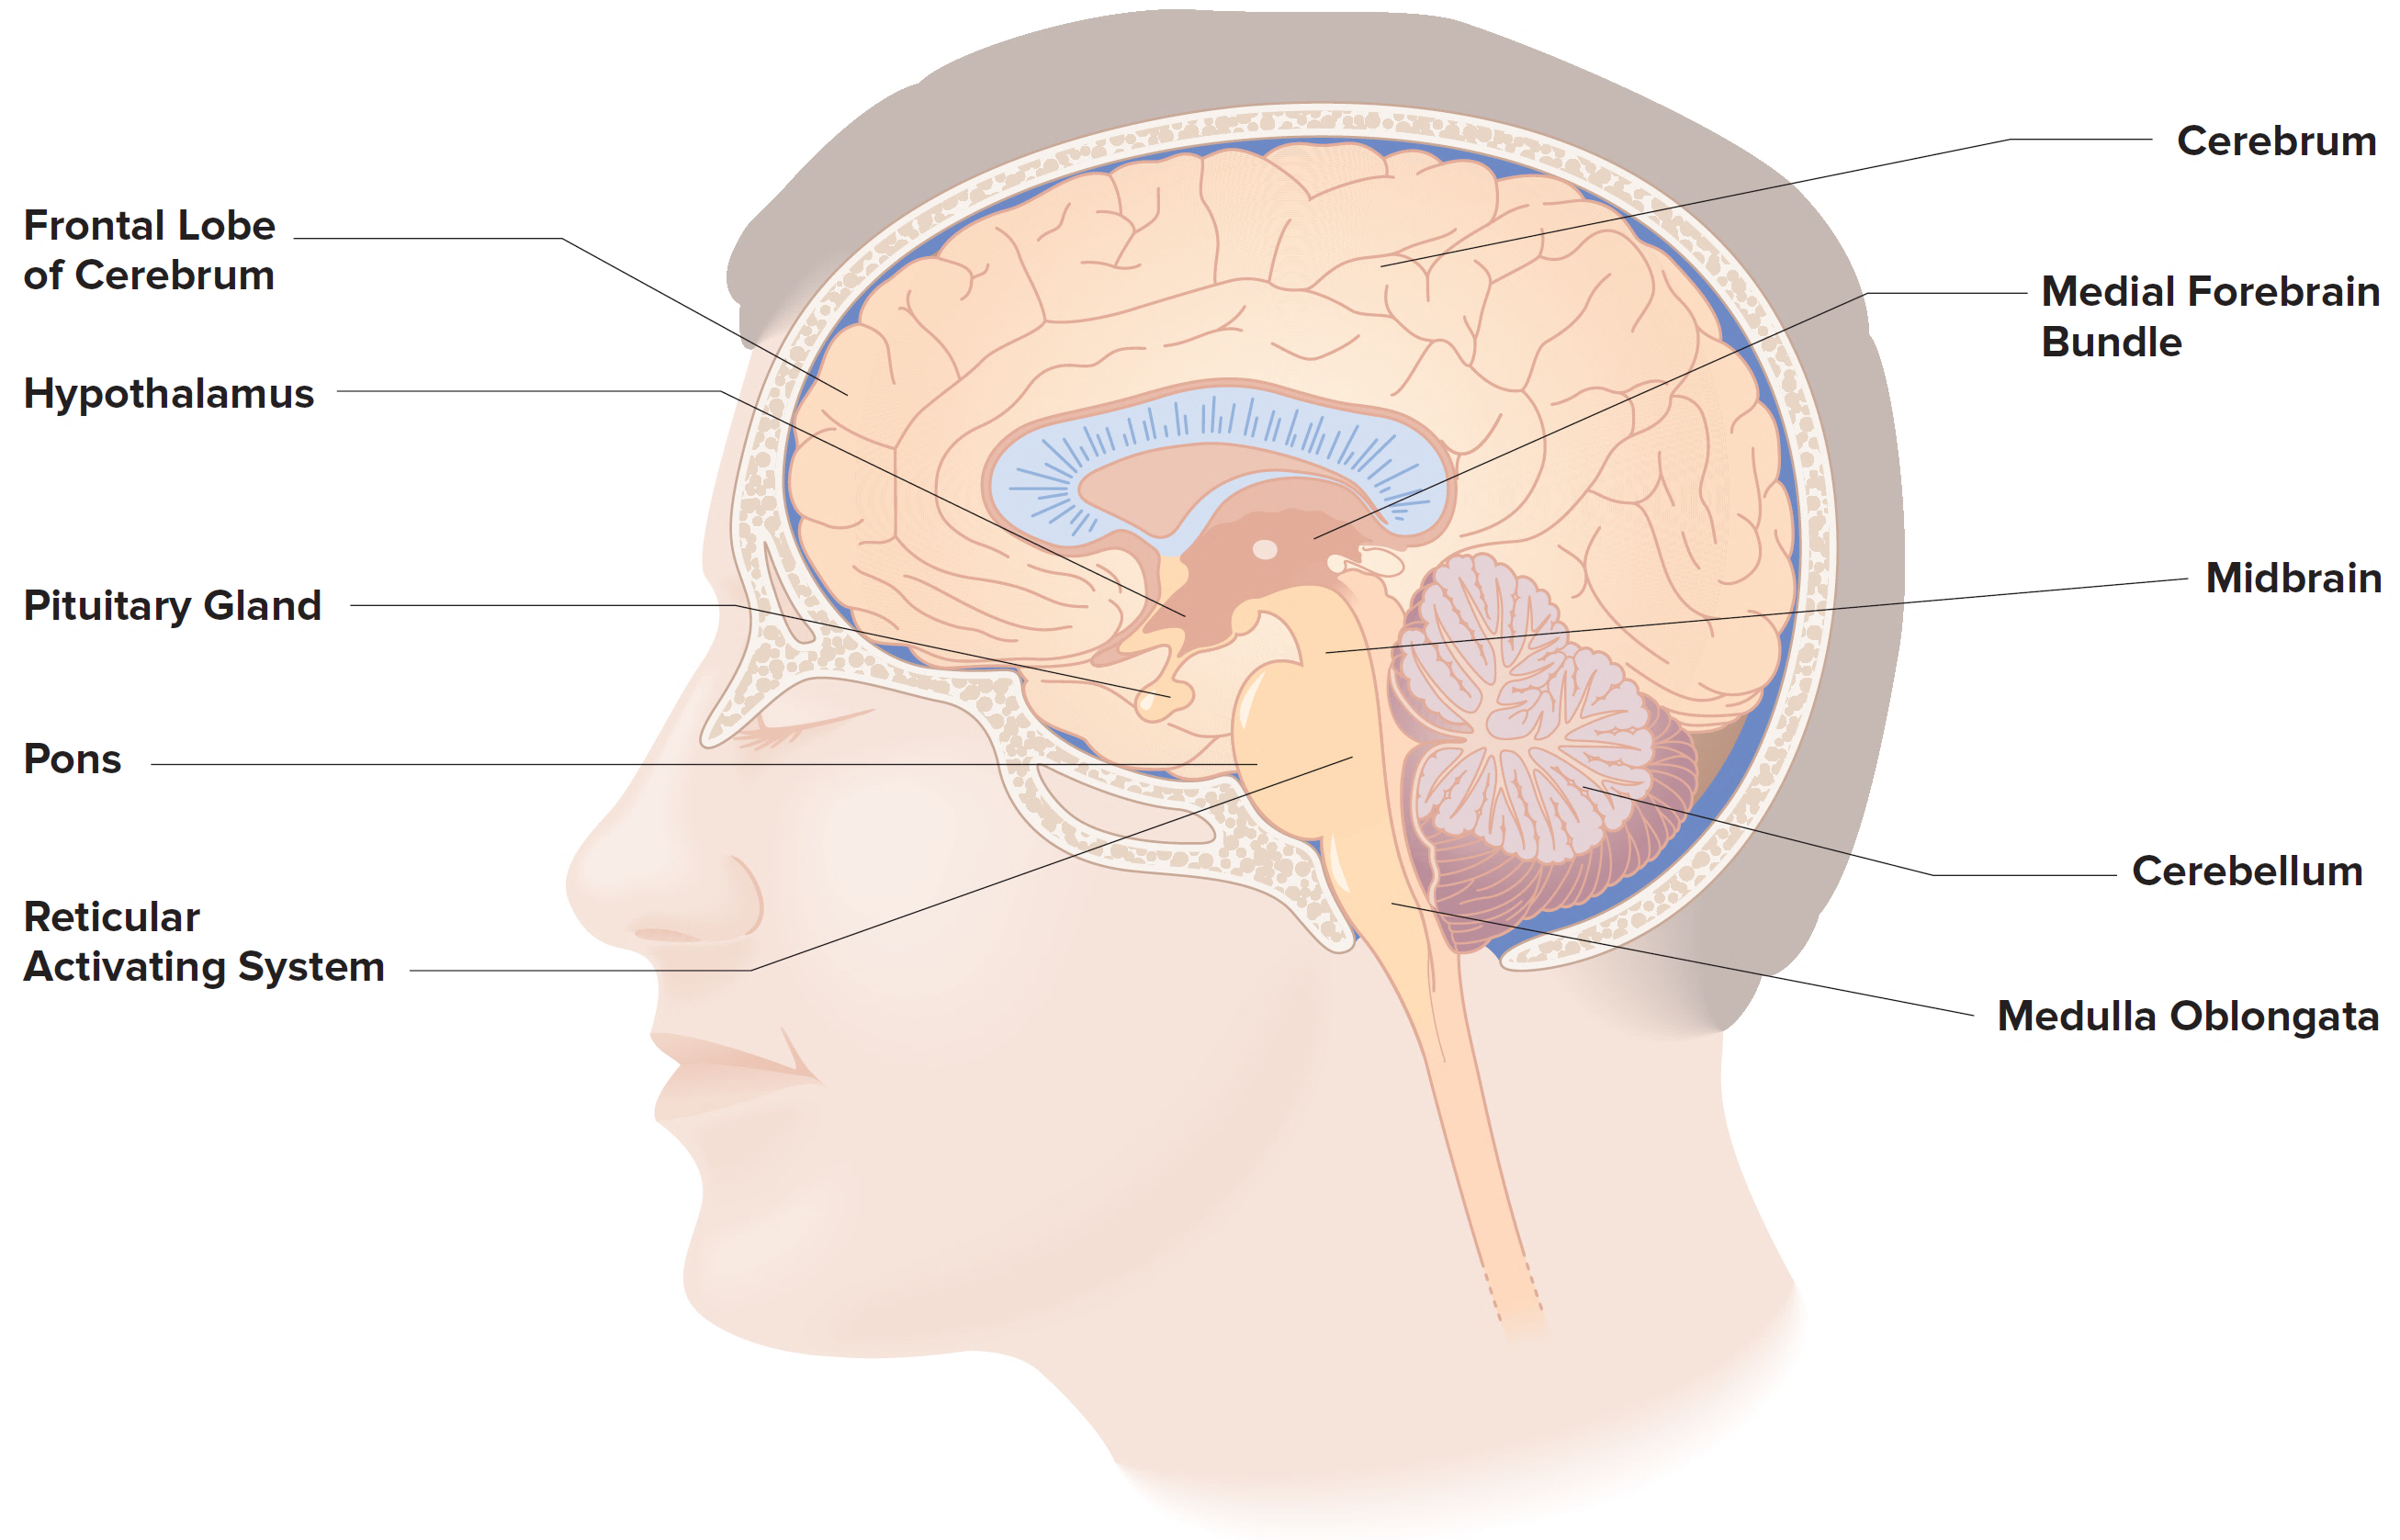 Frontal Lobe
of Cerebrum
Hypothalamus
Pituitary Gland
Pons
Reticular
Activating System
Cerebrum
Medial Forebrain
Bundle
Midbrain
Cerebellum
Medulla Oblongata